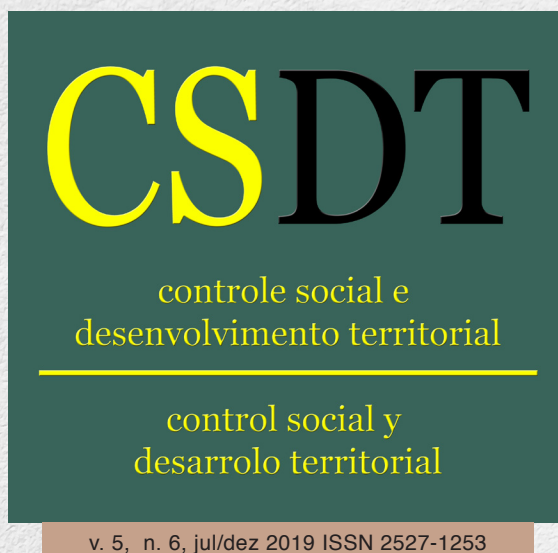 CSDT
controle social e
desenvolvimento territorial
control social y
desarrolo territorial
v. 5, n. 6, jul/dez 2019 ISSN 2527-1253